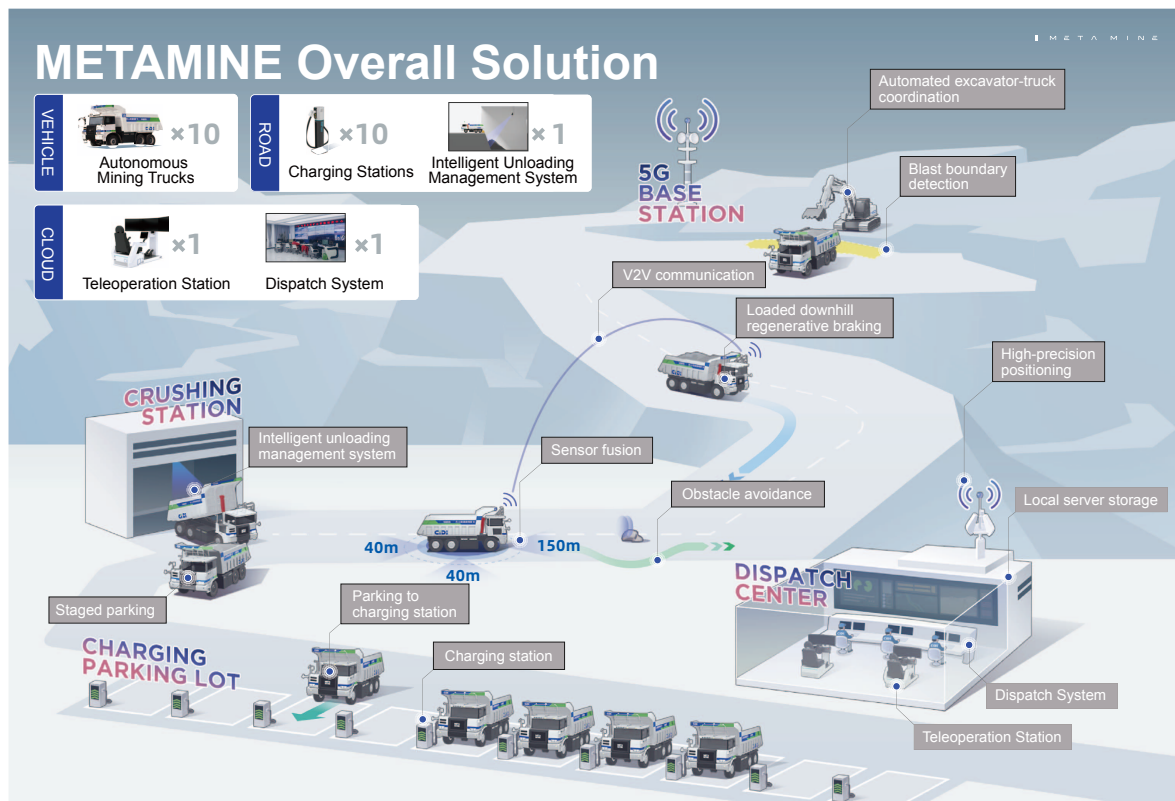 META MINE
METAMINE Overall Solution
VEHICLE
×10
Autonomous
Mining Trucks
ROAD
×10
Charging Stations
×1
Intelligent Unloading
Management System
CLOUD
×1
Teleoperation Station
×1
Dispatch System
Automated excavator-truck
coordination
5G
BASE
STATION
Blast boundary
detection
V2V communication
Loaded downhill
regenerative braking
High-precision
positioning
CRUSHING
STATION
Intelligent unloading
management system
Sensor fusion
Obstacle avoidance
Local server storage
CiDi
CiDi
40m
150m
40m
DISPATCH
CENTER
Staged parking
Parking to
charging station
CHARGING
PARKING LOT
Charging station
Dispatch System
Teleoperation Station